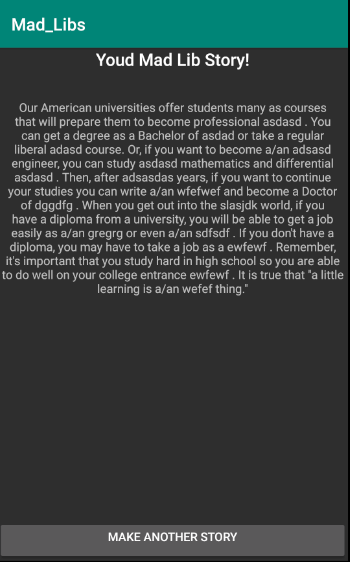 Mad_Libs
Youd Mad Lib Story!
Our American universities offer students many as courses
that will prepare them to become professional asdasd . You
can get a degree as a Bachelor of asdad or take a regular
liberal adasd course. Or, if you want to become a/an adsasd
engineer, you can study asdasd mathematics and differential
asdasd . Then, after adsasdas years, if you want to continue
your studies you can write a/an wfefwef and become a Doctor
of dggdfg . When you get out into the slasjdk world, if you
have a diploma from a university, you will be able to get a job
easily as a/an gregrg or even a/an sdfsdf . If you don't have a
diploma, you may have to take a job as a ewfewf . Remember,
it's important that you study hard in high school so you are able
to do well on your college entrance ewfewf . It is true that "a little
learning is a/an wefef thing."
MAKE ANOTHER STORY